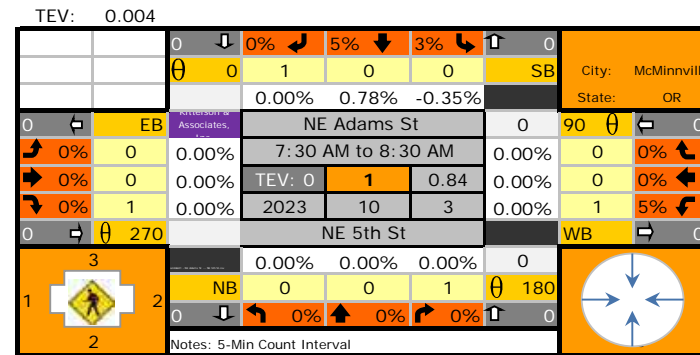 TEV: 0.004
0 0% 5% 3% 0
θ 0 1 0 0 SB City: McMinnvill
0.00% 0.78% -0.35% State: OR
0 EB Associates, NE Adams St 0 90 θ 0
0% 0 0.00% 7:30 AM to 8:30 AM 0.00% 0 0%
0% 0 0.00% TEV: 0 1 0.84 0.00% 0 0%
0% 1 0.00% 2023 10 3 0.00% 1 5%
0 θ 270 NE 5th St WB 0
3 0.00% 0.00% 0.00% 0
1 2 NB 0 0 1 θ 180
2 0 0% 0% 0% 0
Notes: 5-Min Count Interval